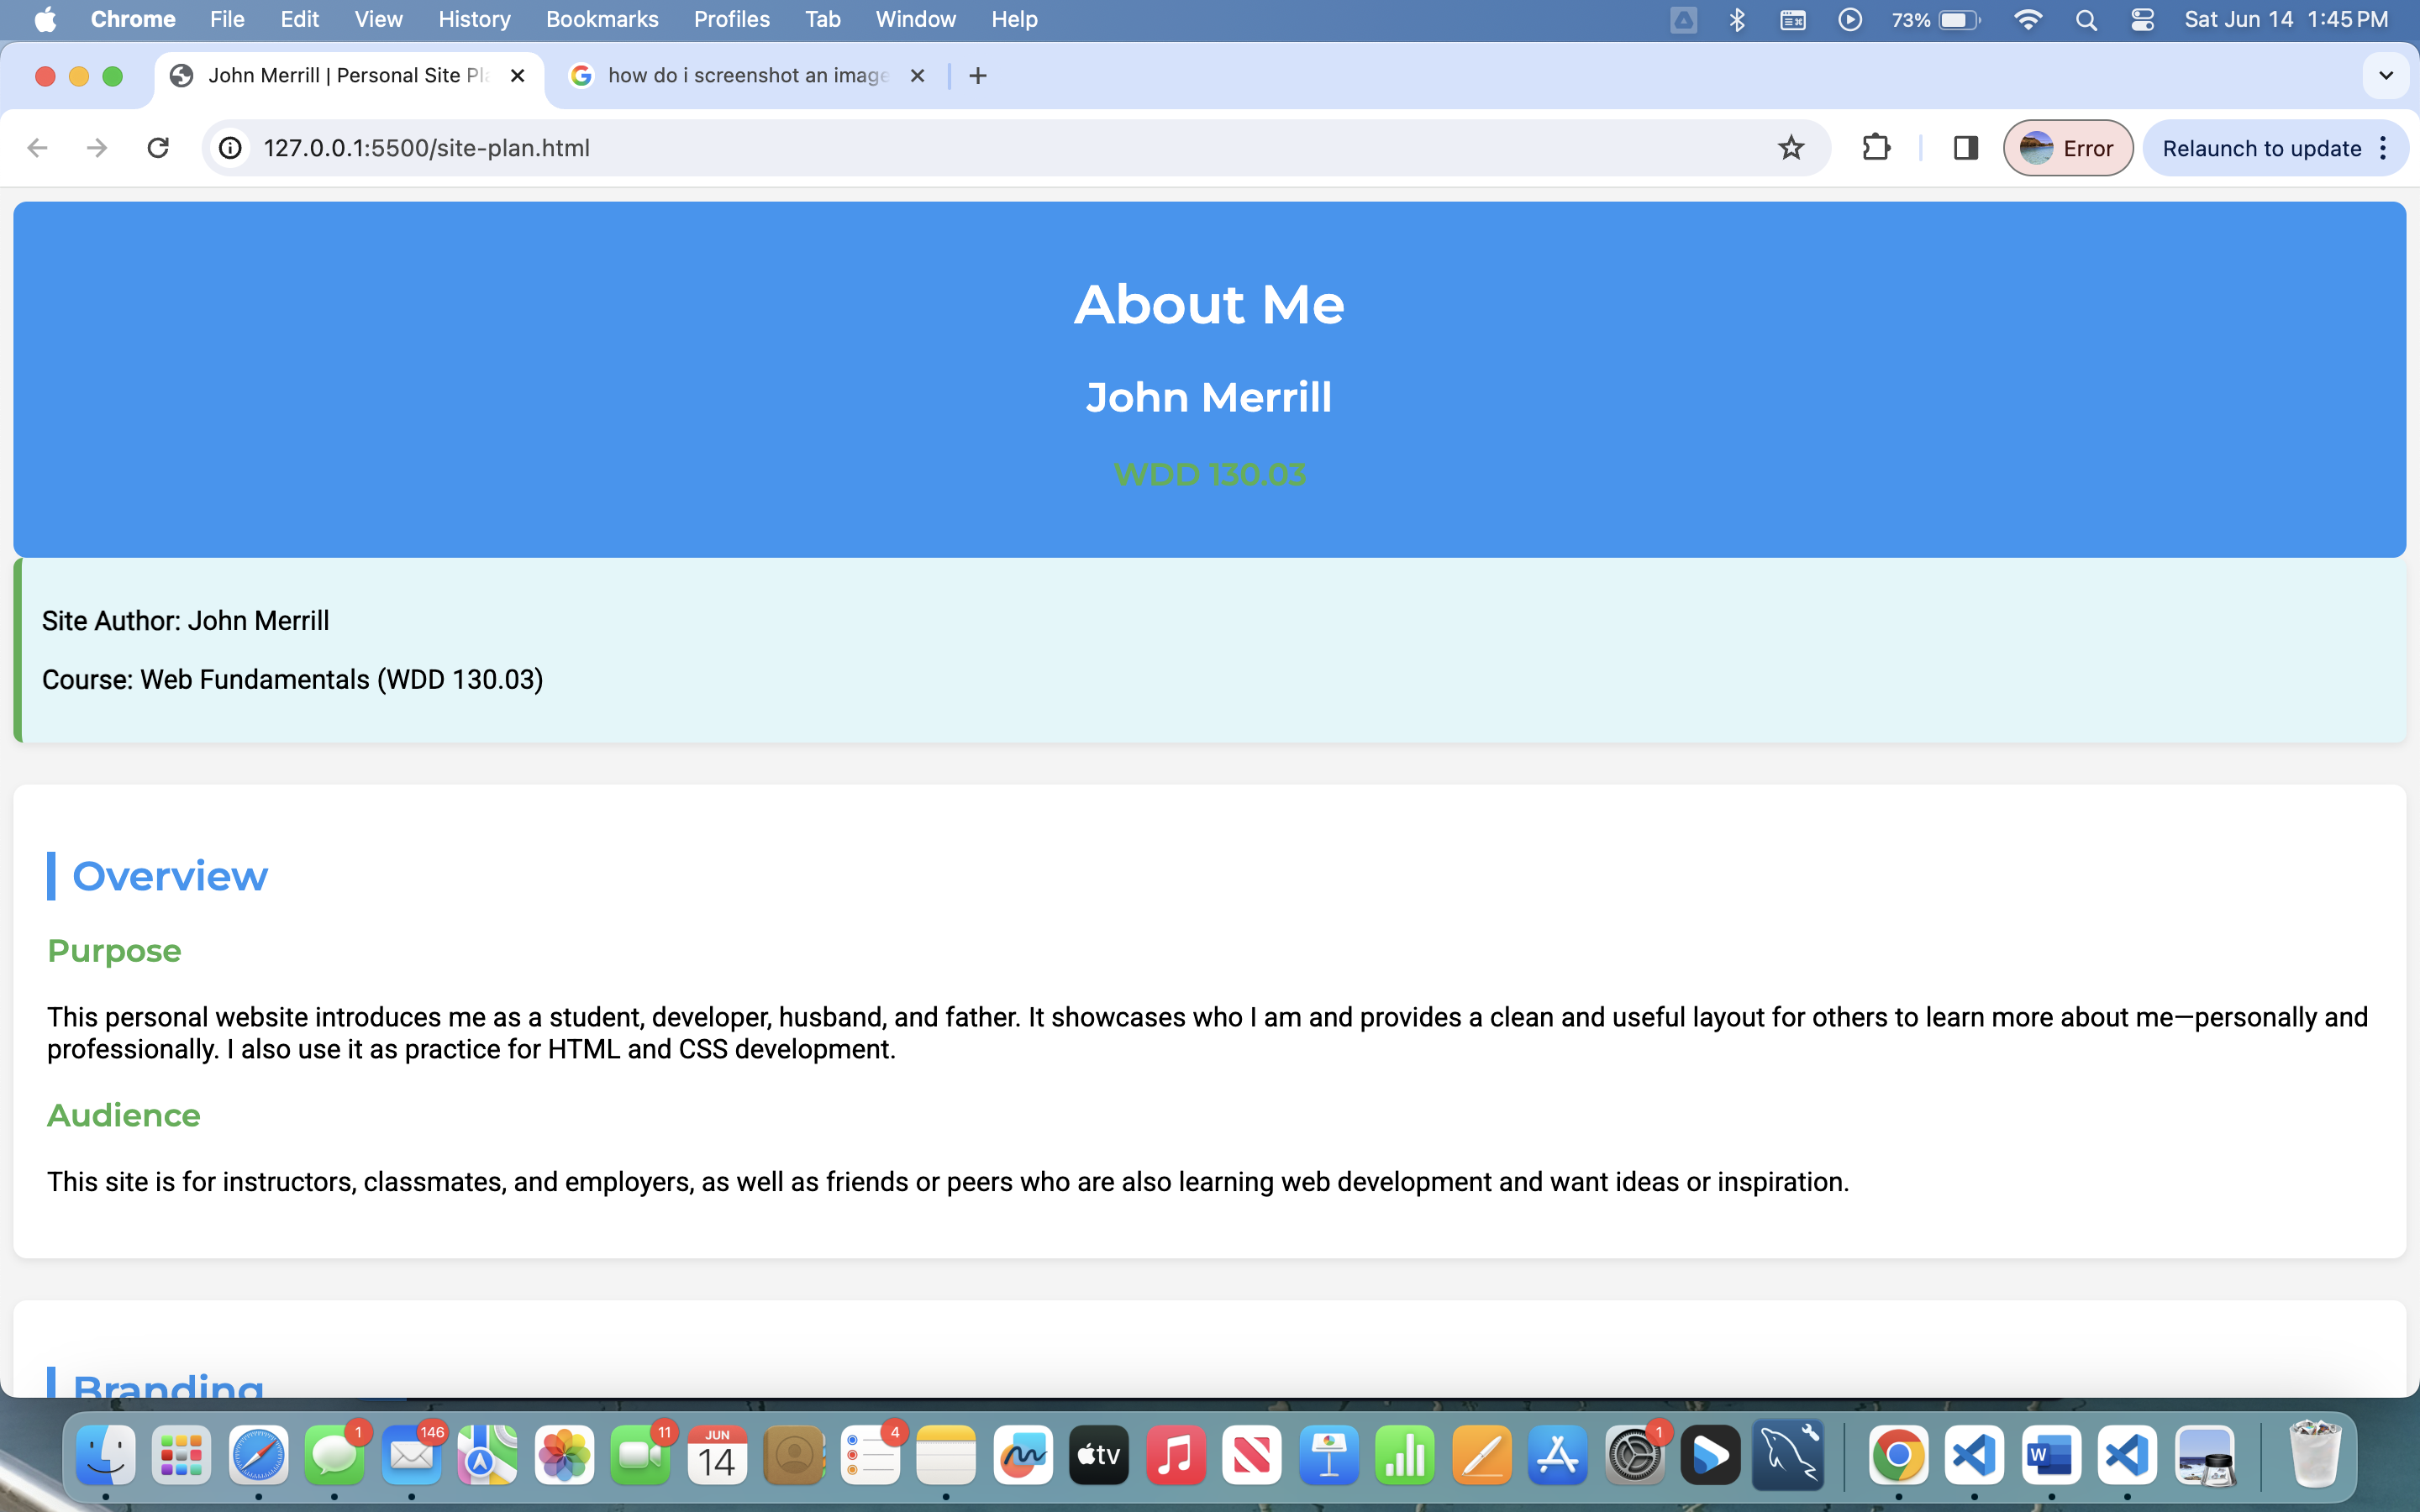 Chrome File Edit View History Bookmarks Profiles Tab Window Help 73% Sat Jun 14 1:45 PM
John Merrill | Personal Site Pl how do i screenshot an image
127.0.0.1:5500/site-plan.html Error Relaunch to update
About Me
John Merrill
WDD 130.03
Site Author: John Merrill
Course: Web Fundamentals (WDD 130.03)
Overview
Purpose
This personal website introduces me as a student, developer, husband, and father. It showcases who I am and provides a clean and useful layout for others to learn more about me—personally and
professionally. I also use it as practice for HTML and CSS development.
Audience
This site is for instructors, classmates, and employers, as well as friends or peers who are also learning web development and want ideas or inspiration.
Branding
1 146 11 JUN 14 4 tv 1 W